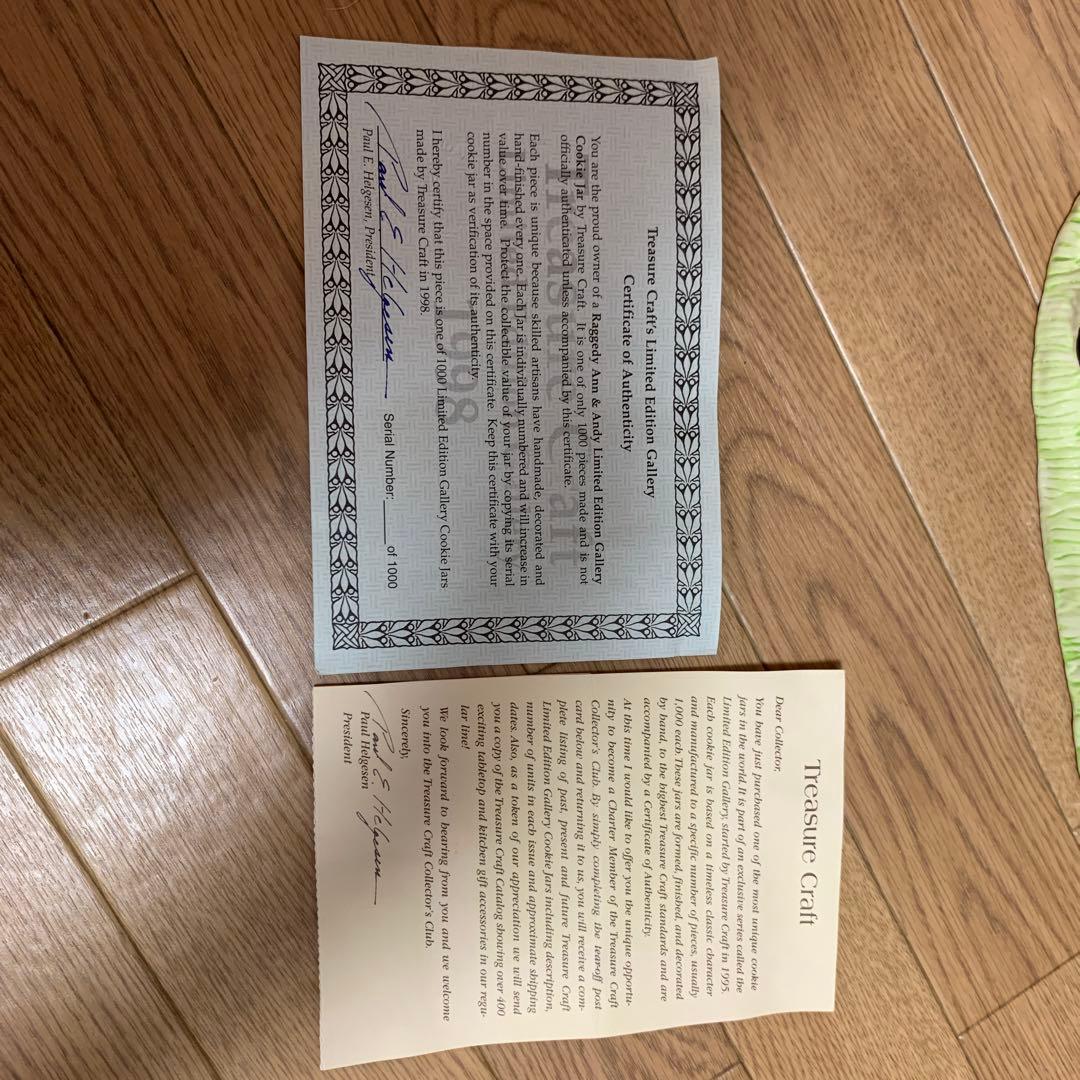 Treasure Craft's Limited Edition Gallery
Certificate of Authenticity
You are the proud owner of a Raggedy Ann & Andy Limited Edition Gallery
Cookie Jar by Treasure Craft. It is one of only 1000 pieces made and is not
officially authenticated unless accompanied by this certificate.
Each piece is unique because skilled artisans have handmade, decorated and
hand-finished every one. Each Jar is individually numbered and will increase in
value over time. Protect the collectible value of your jar by copying its serial
number in the space provided on this certificate. Keep this certificate with your
cookie jar as verification of its authenticity.
I hereby certify that this piece is one of 1000 Limited Edition Gallery Cookie Jars
made by Treasure Craft in 1998.
Paul E. Helgesen
Paul E. Helgesen, President
Serial Number:______ of 1000
Treasure Craft
1998
Treasure Craft
Dear Collector,
You have just purchased one of the most unique cookie
jars in the world. It is part of an exclusive series called the
Limited Edition Gallery, started by Treasure Craft in 1995.
Each cookie jar is based on a timeless classic character
and manufactured to a specific number of pieces, usually
1,000 each. These jars are formed, finished, and decorated
by hand, to the highest Treasure Craft standards and are
accompanied by a Certificate of Authenticity.
At this time I would like to offer you the unique opportu-
nity to become a Charter Member of the Treasure Craft
Collector's Club. By simply completing the tear-off post
card below and returning it to us, you will receive a com-
plete listing of past, present and future Treasure Craft
Limited Edition Gallery Cookie Jars including description,
number of units in each issue and approximate shipping
dates. Also, as a token of our appreciation we will send
you a copy of the Treasure Craft Catalog showing over 400
exciting tabletop and kitchen gift accessories in our regu-
lar line!
We look forward to hearing from you and we welcome
you into the Treasure Craft Collector's Club.
Sincerely,
Paul E. Helgesen
Paul Helgesen
President